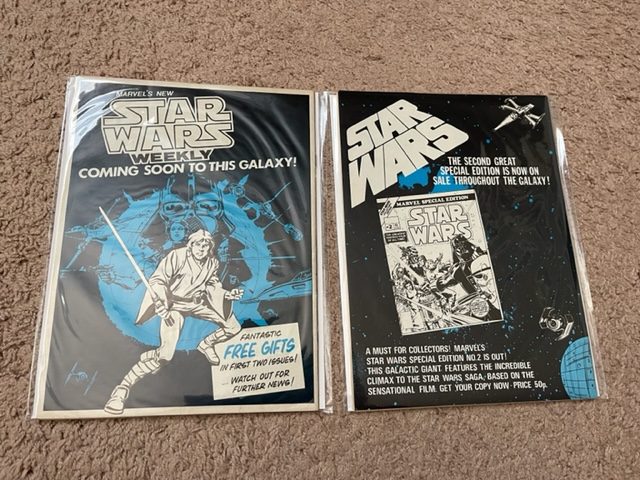 MARVEL'S NEW
STAR
WARS
WEEKLY
COMING SOON TO THIS GALAXY!
FANTASTIC
FREE GIFTS
IN FIRST TWO ISSUES!
...WATCH OUT FOR
FURTHER NEWS!
STAR
WARS
THE SECOND GREAT
SPECIAL EDITION IS NOW ON
SALE THROUGHOUT THE GALAXY!
MARVEL SPECIAL EDITION
STAR
WARS
A MUST FOR COLLECTORS! MARVEL'S
STAR WARS SPECIAL EDITION NO.2 IS OUT!
THIS GALACTIC GIANT FEATURES THE INCREDIBLE
CLIMAX TO THE STAR WARS SAGA, BASED ON THE
SENSATIONAL FILM. GET YOUR COPY NOW - PRICE 50p.